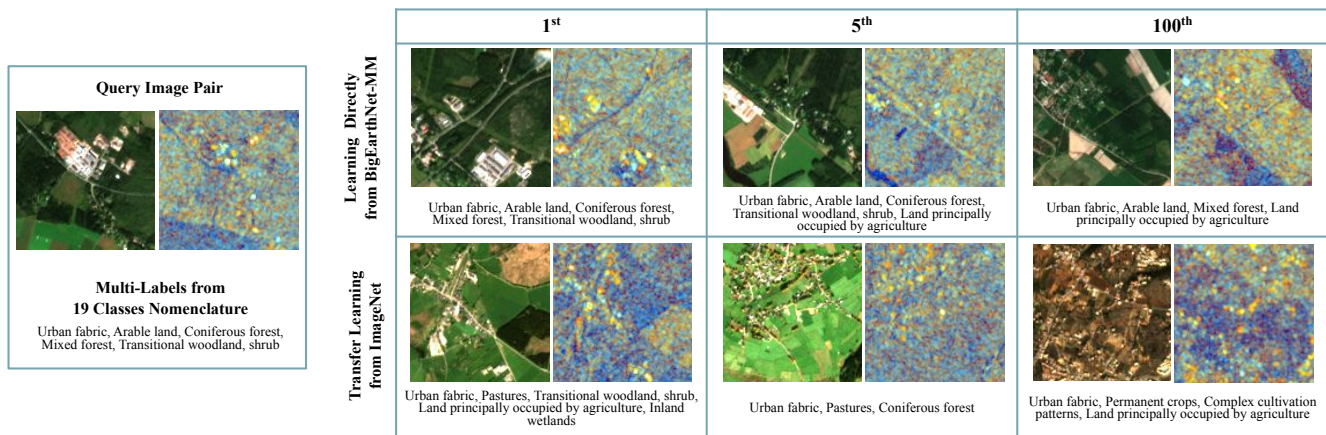 Query Image Pair
Multi-Labels from
19 Classes Nomenclature
Urban fabric, Arable land, Coniferous forest,
Mixed forest, Transitional woodland, shrub
1st
5th
100th
Learning Directly
from BigEarthNet-MM
Urban fabric, Arable land, Coniferous forest,
Mixed forest, Transitional woodland, shrub
Urban fabric, Arable land, Coniferous forest,
Transitional woodland, shrub, Land principally
occupied by agriculture
Urban fabric, Arable land, Mixed forest, Land
principally occupied by agriculture
Transfer Learning
from ImageNet
Urban fabric, Pastures, Transitional woodland, shrub,
Land principally occupied by agriculture, Inland
wetlands
Urban fabric, Pastures, Coniferous forest
Urban fabric, Permanent crops, Complex cultivation
patterns, Land principally occupied by agriculture